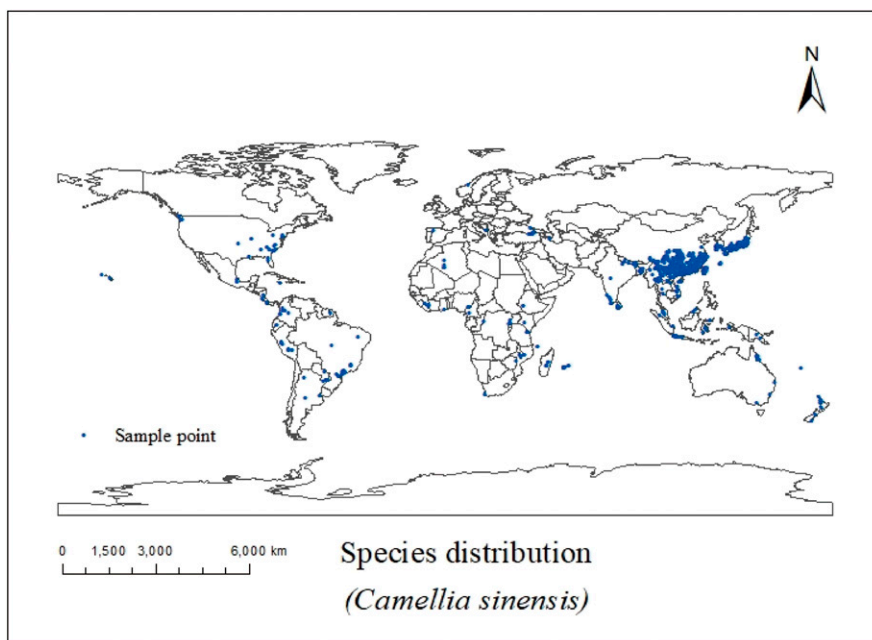 N
Sample point
0 1,500 3,000 6,000 km
Species distribution
(Camellia sinensis)